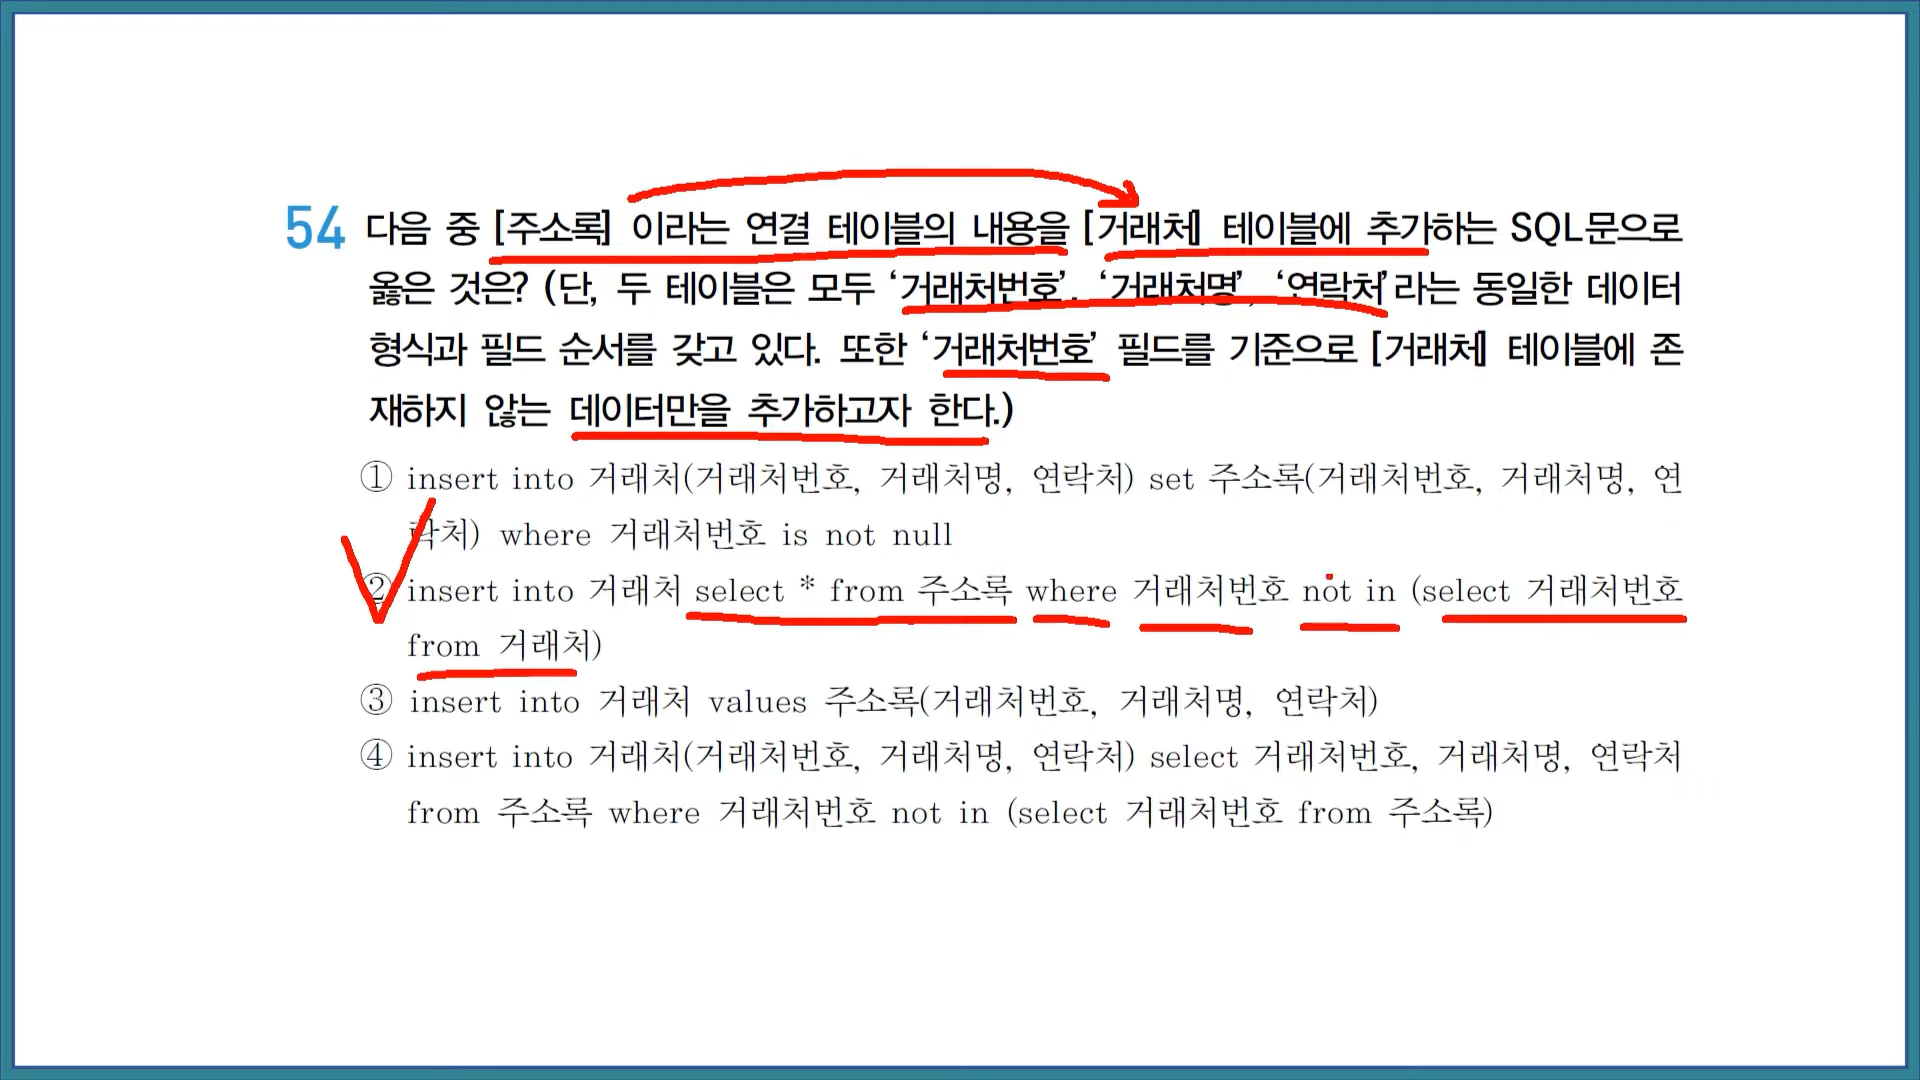 54 다음 중 [주소록] 이라는 연결 테이블의 내용을 [거래처] 테이블에 추가하는 SQL문으로
옳은 것은? (단, 두 테이블은 모두 ‘거래처번호’, ‘거래처명’, ‘연락처’라는 동일한 데이터
형식과 필드 순서를 갖고 있다. 또한 ‘거래처번호’ 필드를 기준으로 [거래처] 테이블에 존
재하지 않는 데이터만을 추가하고자 한다.)
① insert into 거래처(거래처번호, 거래처명, 연락처) set 주소록(거래처번호, 거래처명, 연
락처) where 거래처번호 is not null
② insert into 거래처 select * from 주소록 where 거래처번호 not in (select 거래처번호
from 거래처)
③ insert into 거래처 values 주소록(거래처번호, 거래처명, 연락처)
④ insert into 거래처(거래처번호, 거래처명, 연락처) select 거래처번호, 거래처명, 연락처
from 주소록 where 거래처번호 not in (select 거래처번호 from 주소록)